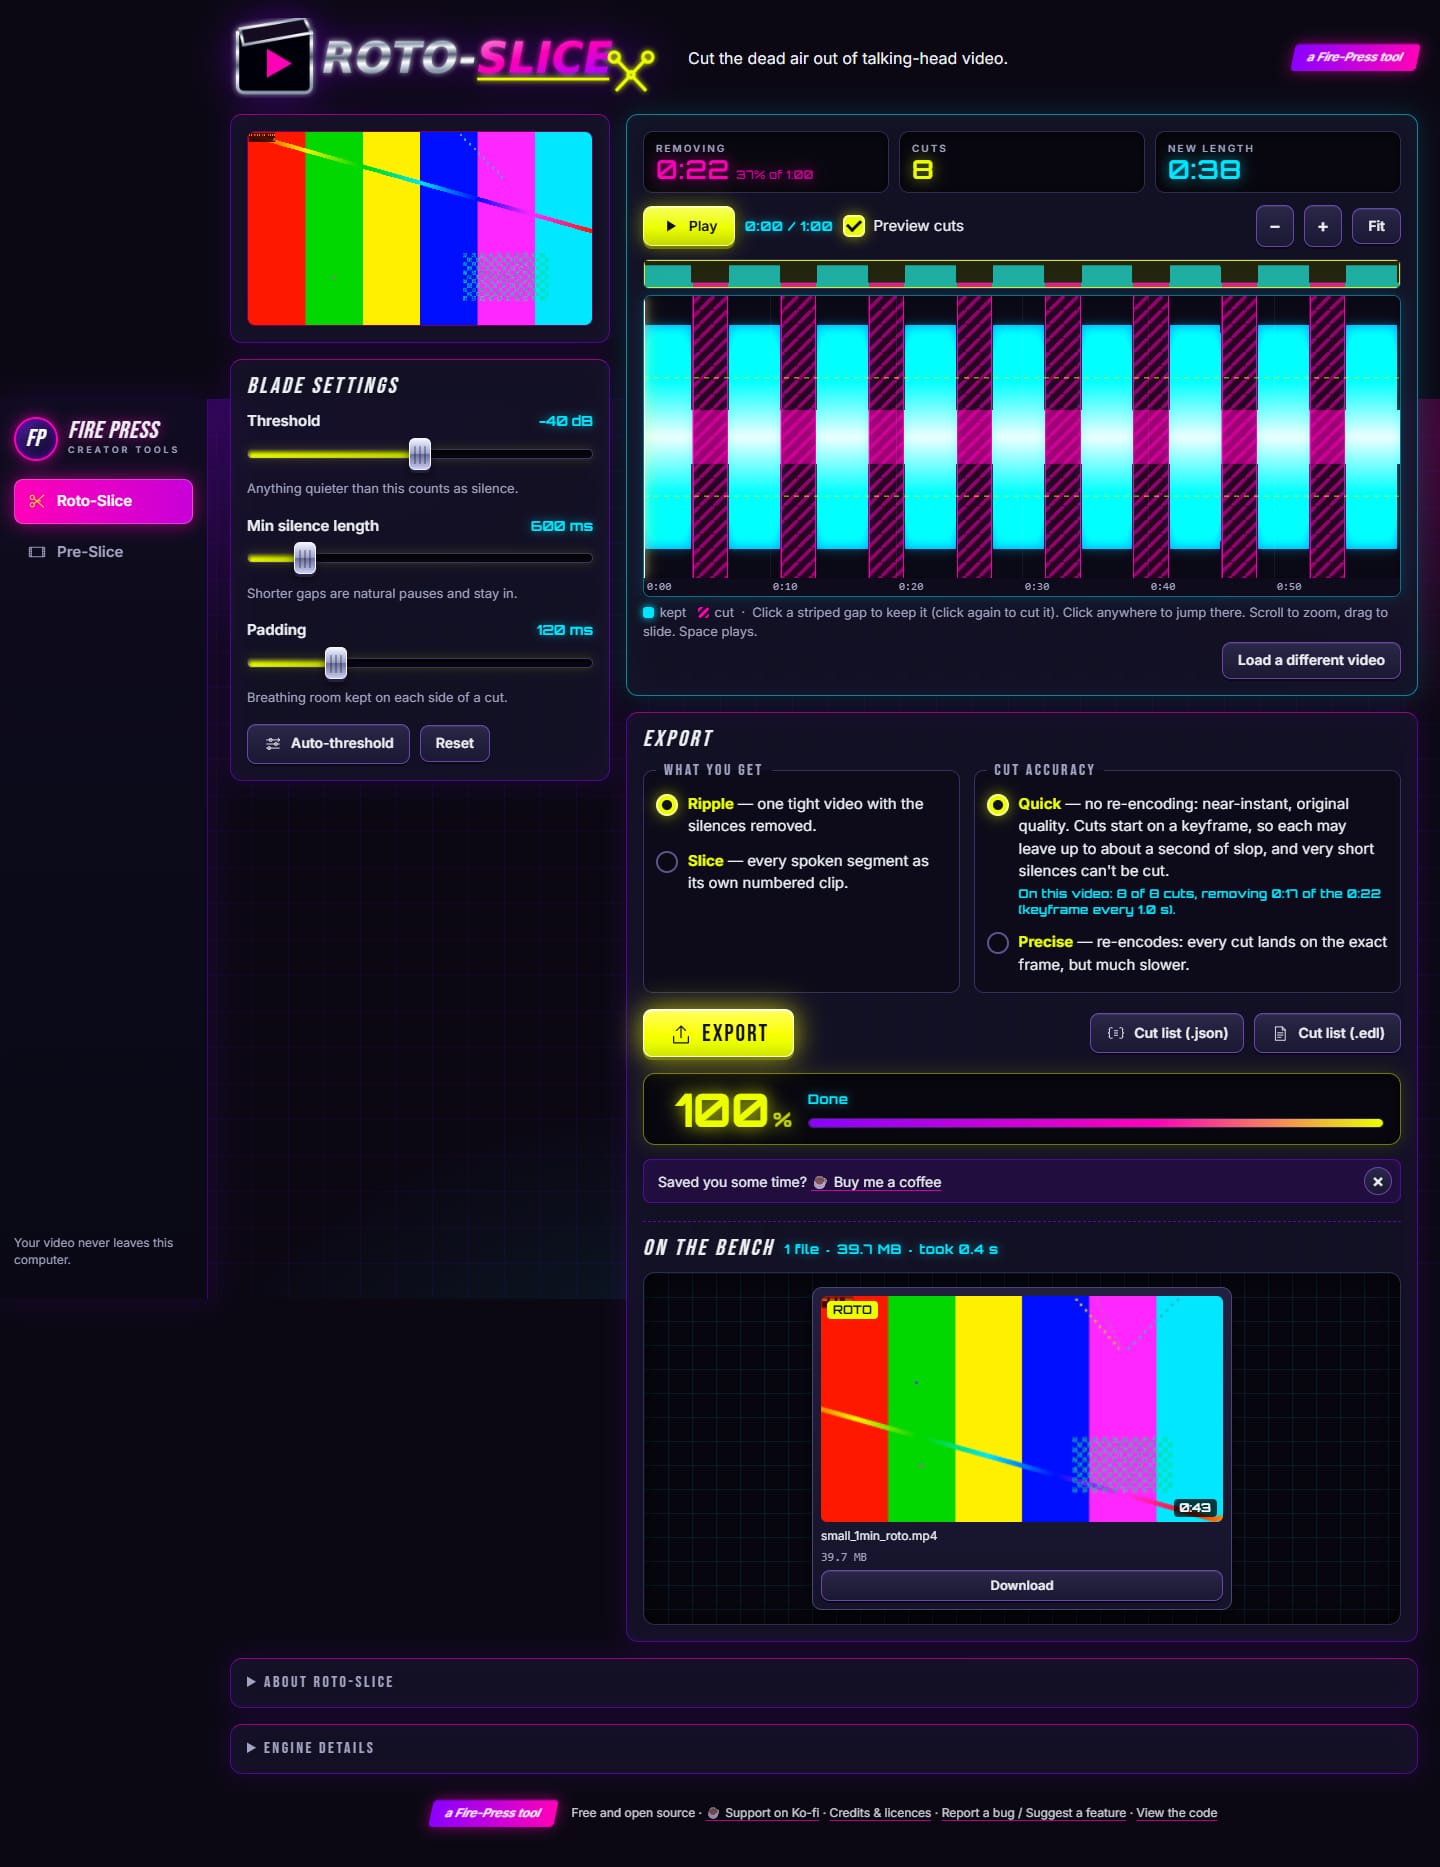 ROTO-SLICE
Cut the dead air out of talking-head video.
a Fire-Press tool
FP
FIRE PRESS
CREATOR TOOLS
Roto-Slice
Pre-Slice
Your video never leaves this
computer.
BLADE SETTINGS
Threshold
-40 dB
Anything quieter than this counts as silence.
Min silence length
600 ms
Shorter gaps are natural pauses and stay in.
Padding
120 ms
Breathing room kept on each side of a cut.
Auto-threshold
Reset
REMOVING
0:22 37% of 1:00
CUTS
8
NEW LENGTH
0:38
Play
0:00 / 1:00
Preview cuts
−
+
Fit
0:00 0:10 0:20 0:30 0:40 0:50
kept cut · Click a striped gap to keep it (click again to cut it). Click anywhere to jump there. Scroll to zoom, drag to
slide. Space plays.
Load a different video
EXPORT
WHAT YOU GET
Ripple — one tight video with the
silences removed.
Slice — every spoken segment as
its own numbered clip.
CUT ACCURACY
Quick — no re-encoding: near-instant, original
quality. Cuts start on a keyframe, so each may
leave up to about a second of slop, and very short
silences can't be cut.
On this video: 8 of 8 cuts, removing 0:17 of the 0:22
(keyframe every 1.0 s).
Precise — re-encodes: every cut lands on the exact
frame, but much slower.
EXPORT
Cut list (.json)
Cut list (.edl)
100%
Done
Saved you some time? Buy me a coffee
ON THE BENCH 1 file · 39.7 MB · took 0.4 s
ROTO
0:43
small_1min_roto.mp4
39.7 MB
Download
ABOUT ROTO-SLICE
ENGINE DETAILS
a Fire-Press tool
Free and open source · Support on Ko-fi · Credits & licences · Report a bug / Suggest a feature · View the code